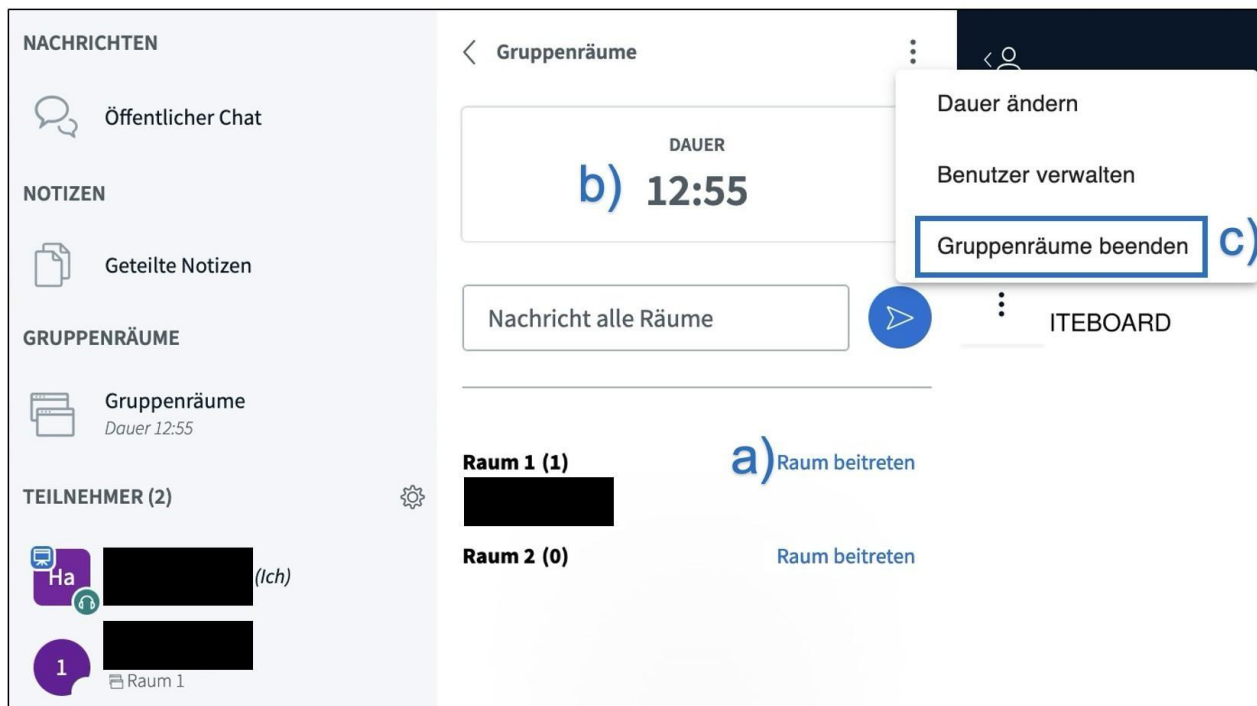 NACHRICHTEN
Öffentlicher Chat
NOTIZEN
Geteilte Notizen
GRUPPENRÄUME
Gruppenräume
Dauer 12:55
TEILNEHMER (2)
Ha
(Ich)
1
Raum 1
Gruppenräume
DAUER
b) 12:55
Nachricht alle Räume
Raum 1 (1) a) Raum beitreten
Raum 2 (0) Raum beitreten
Dauer ändern
Benutzer verwalten
Gruppenräume beenden c)
ITEBOARD